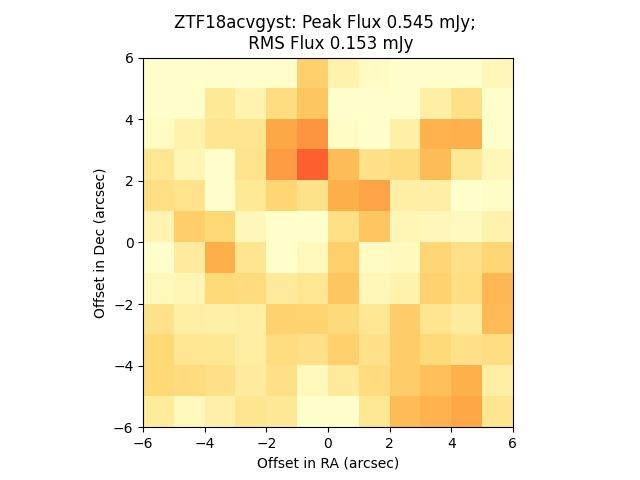 ZTF18acvgyst: Peak Flux 0.545 mJy;
RMS Flux 0.153 mJy
6
4
2
0
−2
−4
−6
Offset in Dec (arcsec)
−6 −4 −2 0 2 4 6
Offset in RA (arcsec)